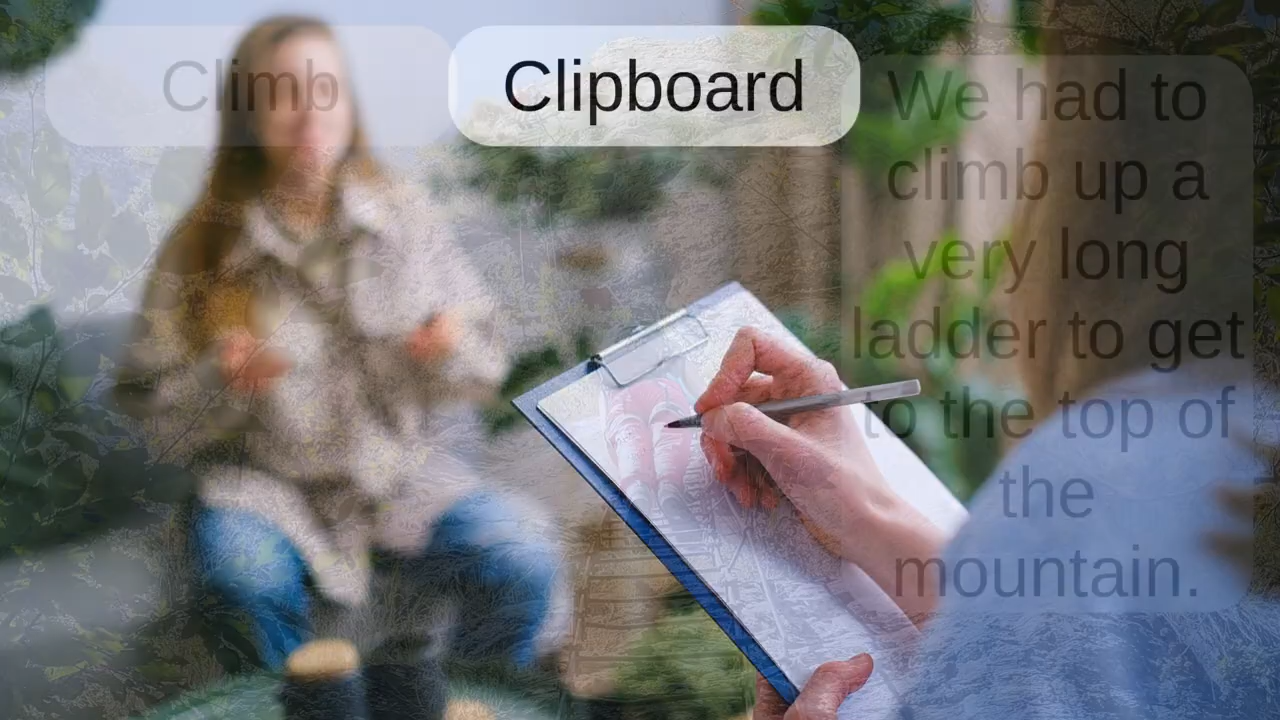 Climb
Clipboard
We had to
climb up a
very long
ladder to get
to the top of
the
mountain.